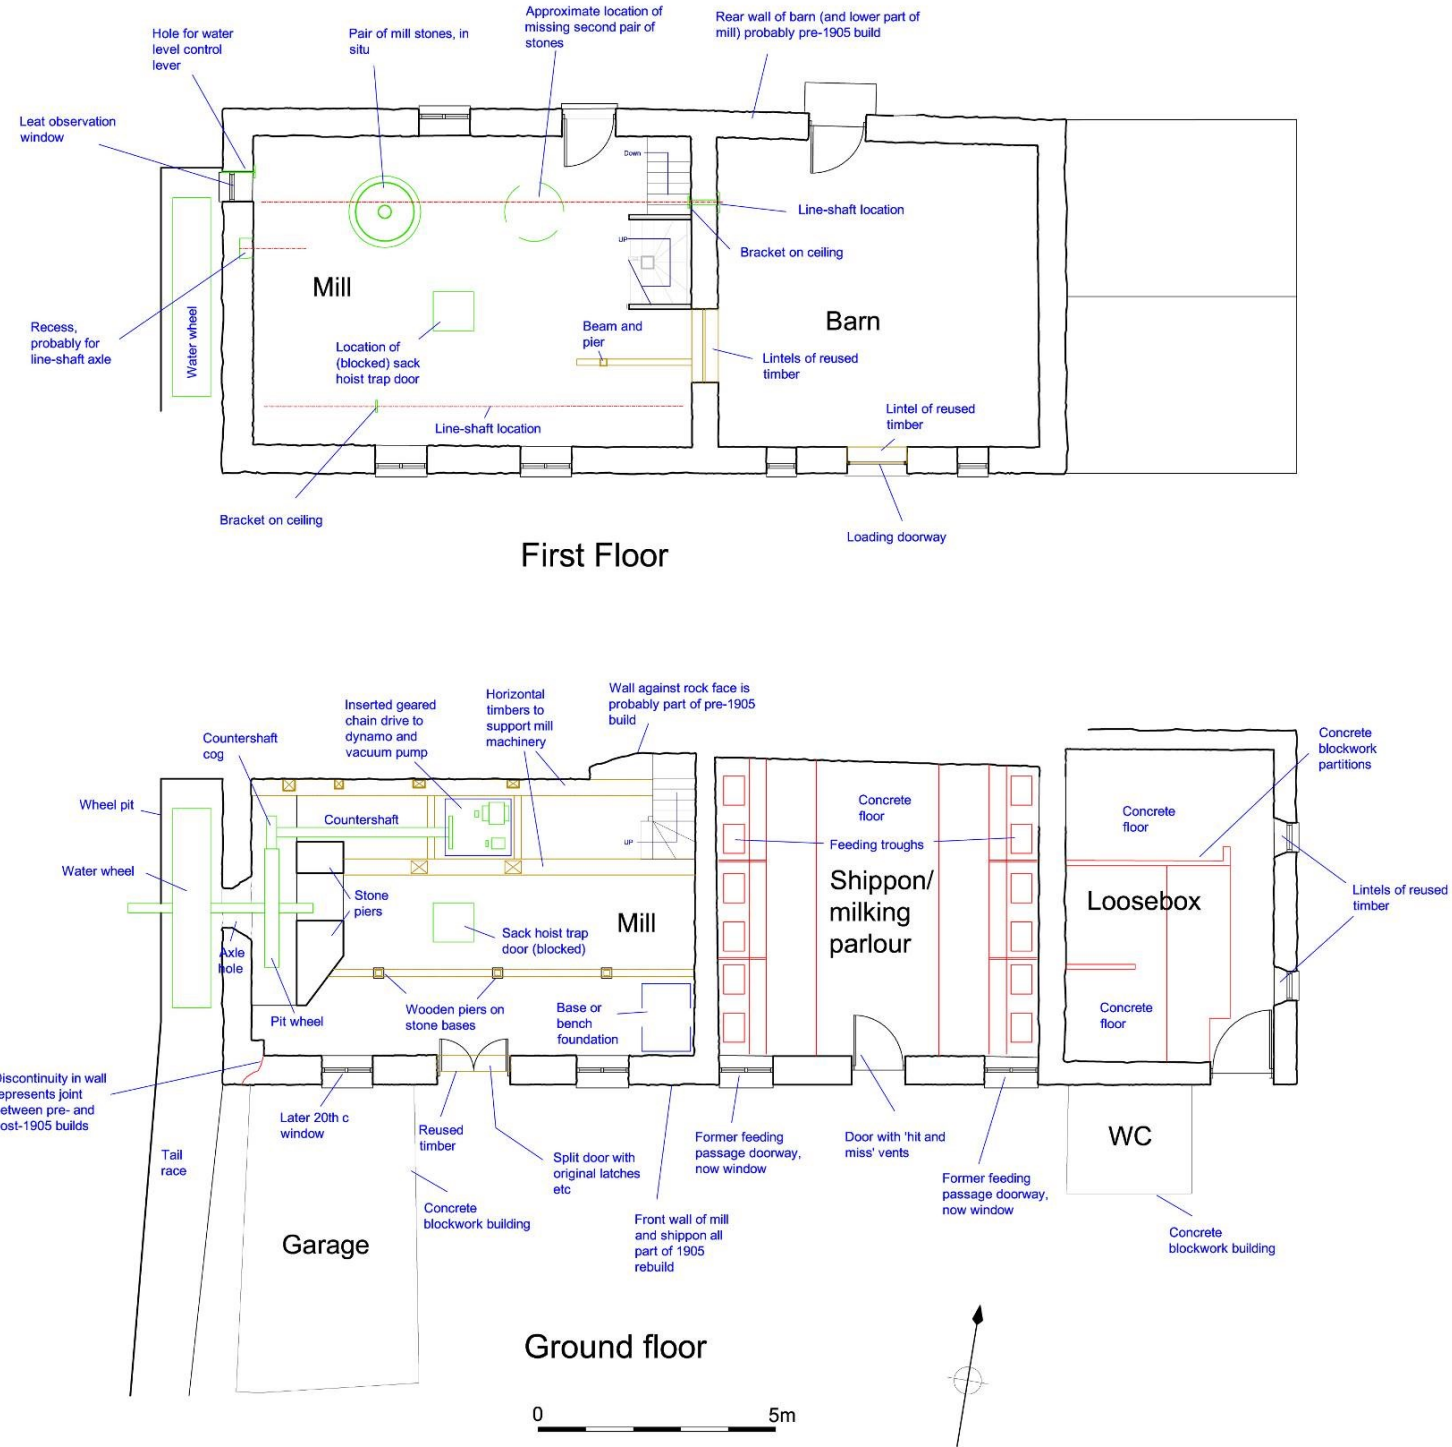 Hole for water
level control
lever
Pair of mill stones, in
situ
Approximate location of
missing second pair of
stones
Rear wall of barn (and lower part of
mill) probably pre-1905 build
Leat observation
window
Down
Line-shaft location
UP
Bracket on ceiling
Mill
Barn
Water wheel
Recess,
probably for
line-shaft axle
Location of
(blocked) sack
hoist trap door
Beam and
pier
Lintels of reused
timber
Line-shaft location
Lintel of reused
timber
Bracket on ceiling
Loading doorway
First Floor
Wall against rock face is
probably part of pre-1905
build
Horizontal
timbers to
support mill
machinery
Inserted geared
chain drive to
dynamo and
vacuum pump
Countershaft
cog
Concrete
blockwork
partitions
Wheel pit
Countershaft
Concrete
floor
Concrete
floor
UP
Feeding troughs
Water wheel
Stone
piers
Shippon/
milking
parlour
Loosebox
Lintels of reused
timber
Mill
Sack hoist trap
door (blocked)
Axle
hole
Pit wheel
Wooden piers on
stone bases
Base or
bench
foundation
Concrete
floor
iscontinuity in wall
epresents joint
etween pre- and
ost-1905 builds
Later 20th c
window
Reused
timber
Split door with
original latches
etc
Former feeding
passage doorway,
now window
Door with 'hit and
miss' vents
Former feeding
passage doorway,
now window
WC
Tail
race
Concrete
blockwork building
Front wall of mill
and shippon all
part of 1905
rebuild
Concrete
blockwork building
Garage
Ground floor
0 5m